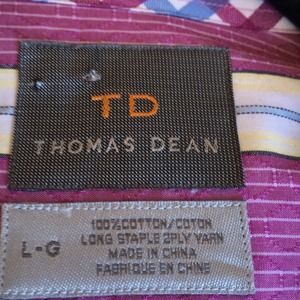 TD
THOMAS DEAN
L-G
100% COTTON/COTON
LONG STAPLE 2PLY YARN
MADE IN CHINA
FABRIQUE EN CHINE